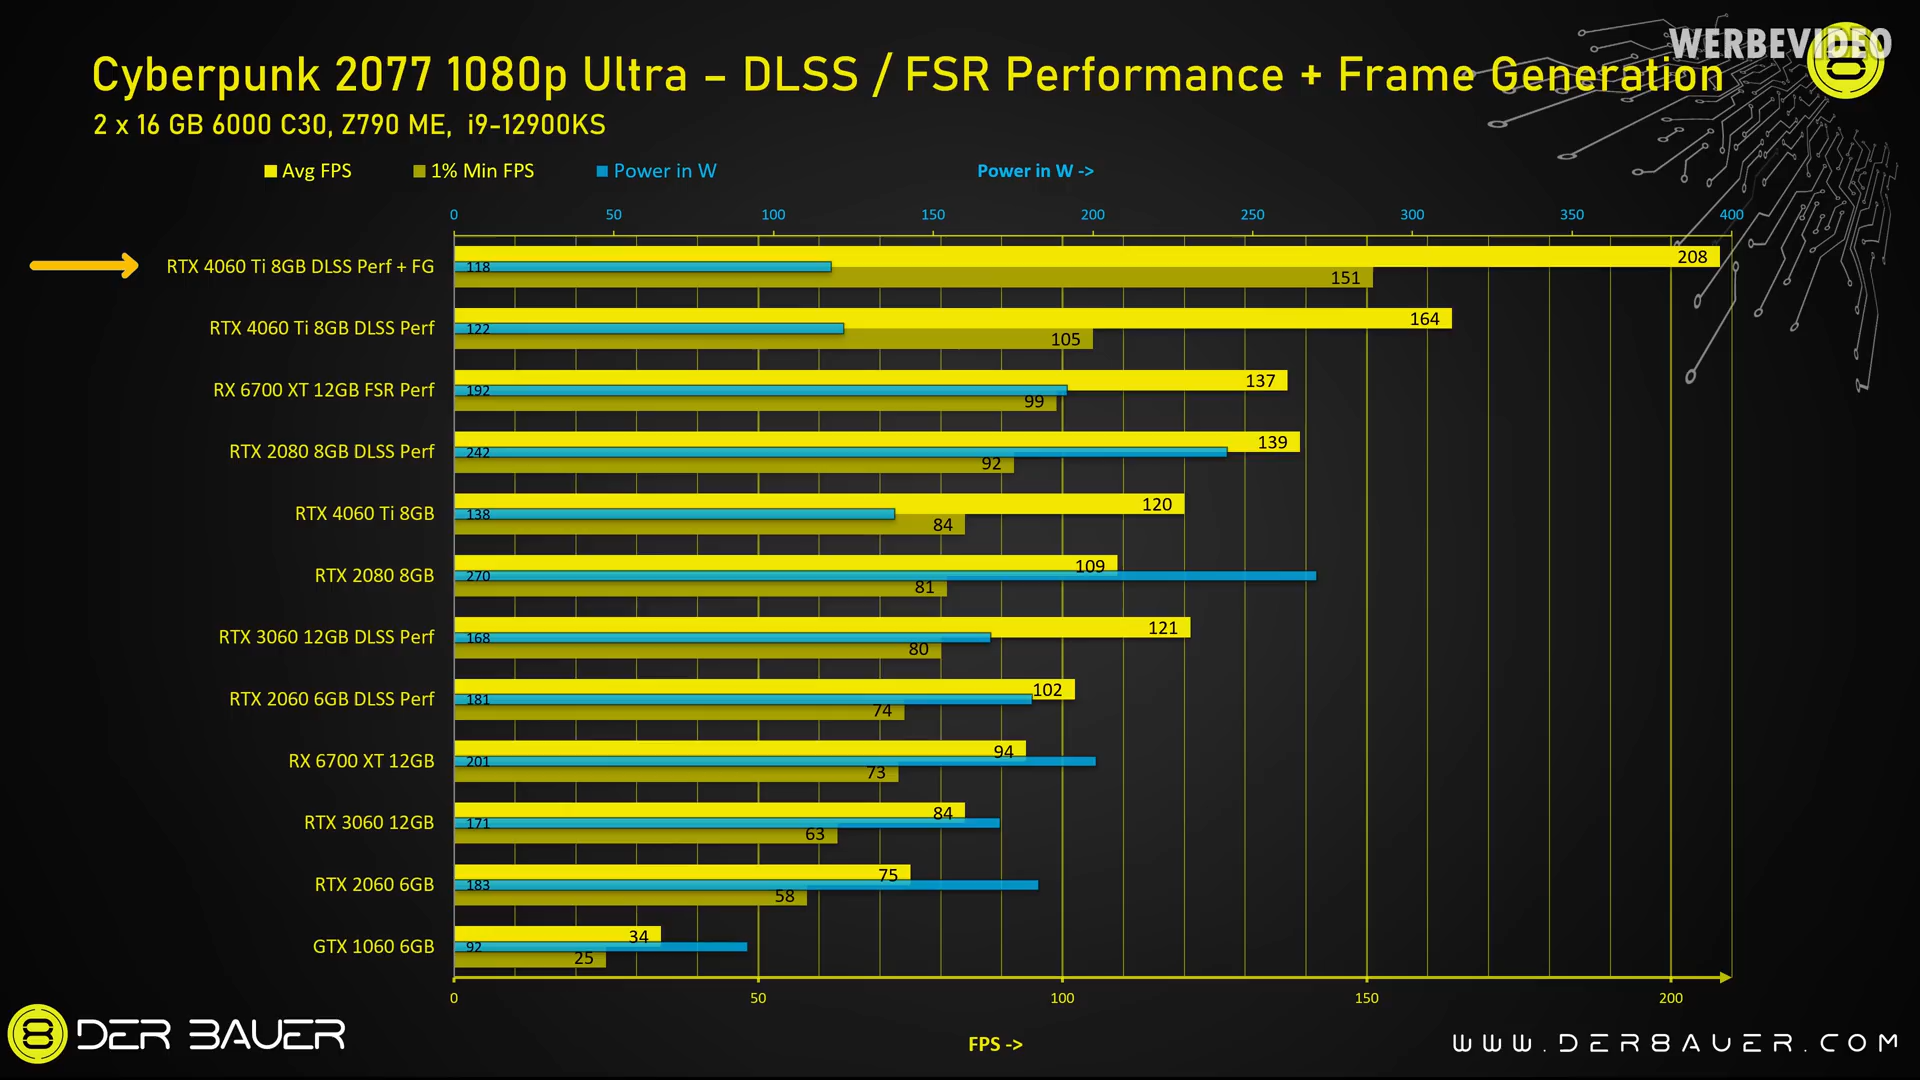 WERBEVIDEO
Cyberpunk 2077 1080p Ultra – DLSS / FSR Performance + Frame Generation
2 x 16 GB 6000 C30, Z790 ME, i9-12900KS
Avg FPS 1% Min FPS Power in W Power in W ->
0 50 100 150 200 250 300 350 400
RTX 4060 Ti 8GB DLSS Perf + FG 118 208 151
RTX 4060 Ti 8GB DLSS Perf 122 164 105
RX 6700 XT 12GB FSR Perf 192 137 99
RTX 2080 8GB DLSS Perf 242 139 92
RTX 4060 Ti 8GB 138 120 84
RTX 2080 8GB 270 109 81
RTX 3060 12GB DLSS Perf 168 121 80
RTX 2060 6GB DLSS Perf 181 102 74
RX 6700 XT 12GB 201 94 73
RTX 3060 12GB 171 84 63
RTX 2060 6GB 183 75 58
GTX 1060 6GB 92 34 25
0 50 100 150 200
8 DER BAUER
FPS ->
WWW.DER8AUER.COM